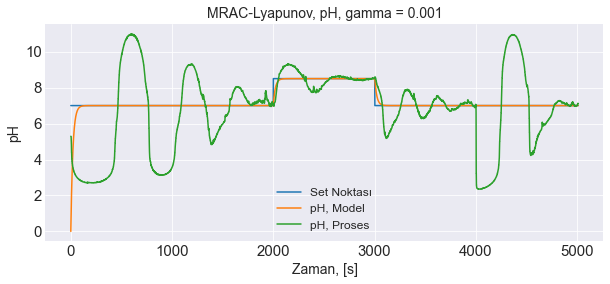 MRAC-Lyapunov, pH, gamma = 0.001
pH
10
8
6
4
2
0
Set Noktası
pH, Model
pH, Proses
0 1000 2000 3000 4000 5000
Zaman, [s]